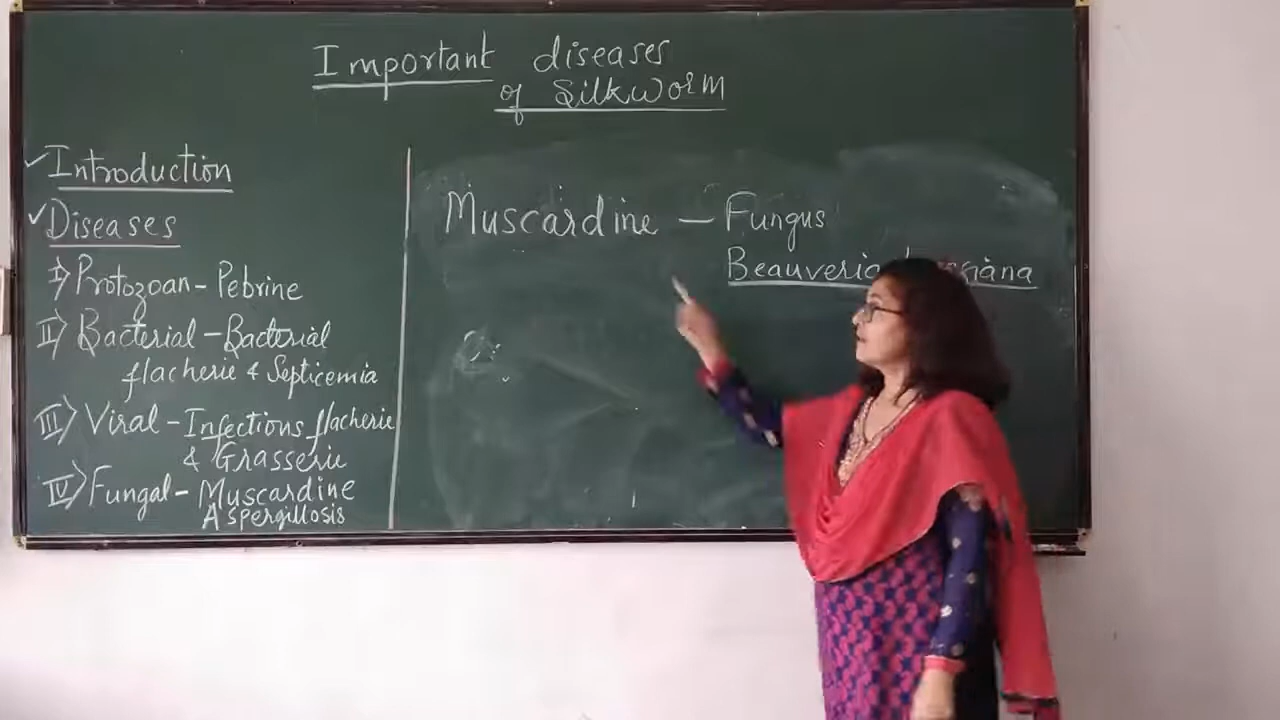 Important diseases
of Silkworm
✓Introduction
✓Diseases
I) Protozoan - Pebrine
II) Bacterial - Bacterial
flacherie & Septicemia
III) Viral - Infections flacherie
& Grasserie
IV) Fungal - Muscardine
Aspergillosis
Muscardine — Fungus
Beauveria